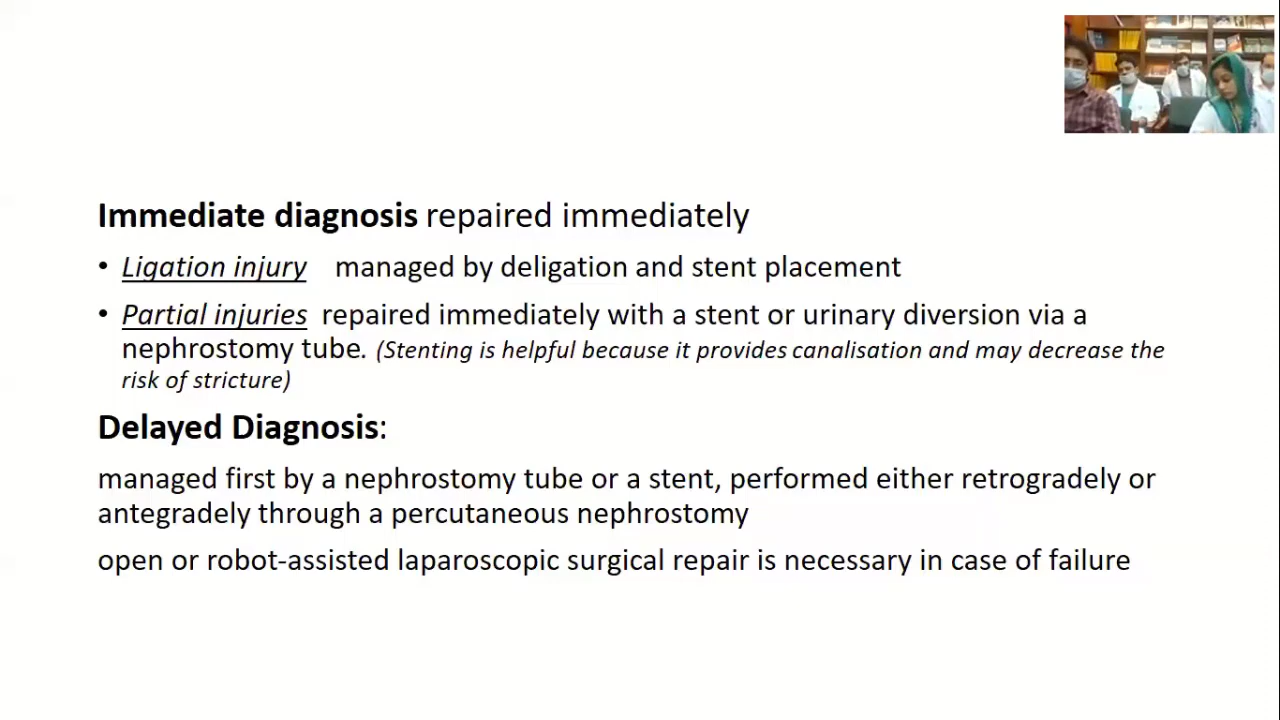 Immediate diagnosis repaired immediately
• Ligation injury managed by deligation and stent placement
• Partial injuries repaired immediately with a stent or urinary diversion via a
nephrostomy tube. (Stenting is helpful because it provides canalisation and may decrease the
risk of stricture)
Delayed Diagnosis:
managed first by a nephrostomy tube or a stent, performed either retrogradely or
antegradely through a percutaneous nephrostomy
open or robot-assisted laparoscopic surgical repair is necessary in case of failure